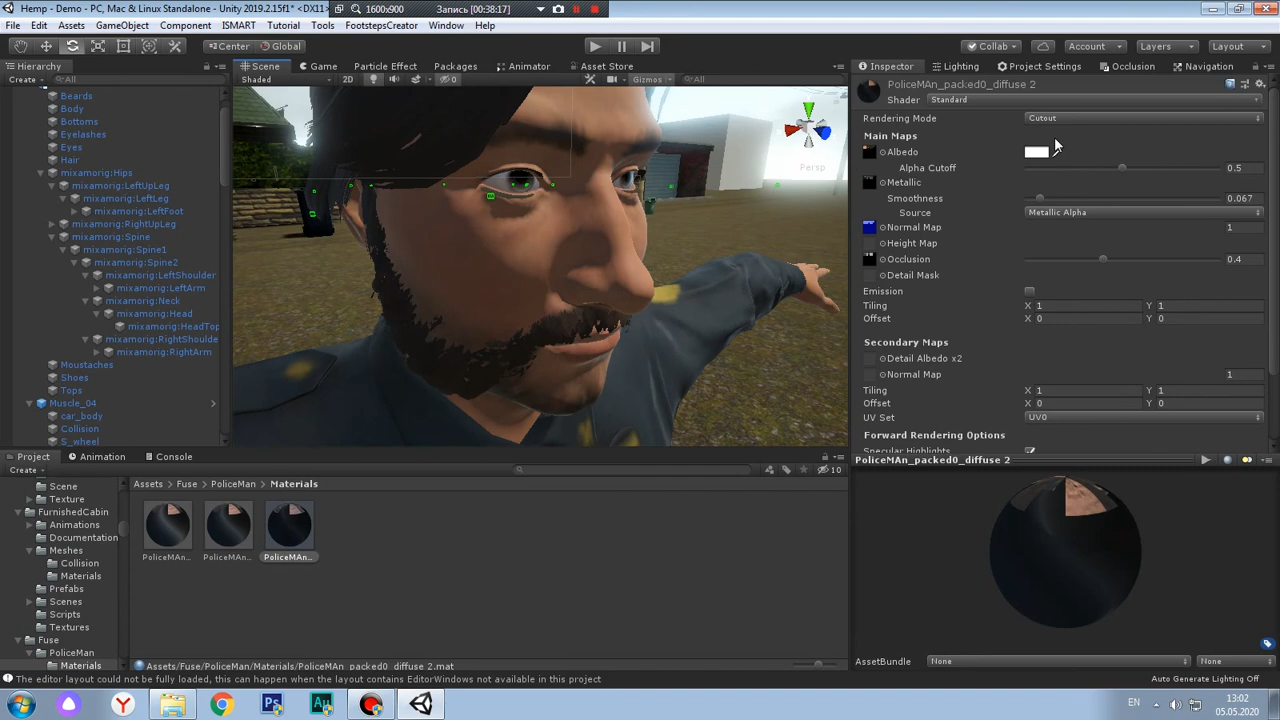 Hemp - Demo - PC, Mac & Linux Standalone - Unity 2019.2.15f1* <DX11>
1600x900
Запись [00:38:17]
File Edit Assets GameObject Component ISMART Tutorial Tools FootstepsCreator Window Help
Center Global
Collab Account Layers Layout
Hierarchy
Create All
Beards
Body
Bottoms
Eyelashes
Eyes
Hair
mixamorig:Hips
mixamorig:LeftUpLeg
mixamorig:LeftLeg
mixamorig:LeftFoot
mixamorig:RightUpLeg
mixamorig:Spine
mixamorig:Spine1
mixamorig:Spine2
mixamorig:LeftShoulder
mixamorig:LeftArm
mixamorig:Neck
mixamorig:Head
mixamorig:HeadTop
mixamorig:RightShoulde
mixamorig:RightArm
Moustaches
Shoes
Tops
Muscle_04
car_body
Collision
S_wheel
Scene Game Particle Effect Packages Animator Asset Store
Shaded 2D 0 Gizmos All
Persp
Inspector Lighting Project Settings Occlusion Navigation
PoliceMAn_packed0_diffuse 2
Shader Standard
Rendering Mode Cutout
Main Maps
Albedo
Alpha Cutoff 0.5
Metallic
Smoothness 0.067
Source Metallic Alpha
Normal Map 1
Height Map
Occlusion 0.4
Detail Mask
Emission
Tiling X 1 Y 1
Offset X 0 Y 0
Secondary Maps
Detail Albedo x2
Normal Map 1
Tiling X 1 Y 1
Offset X 0 Y 0
UV Set UV0
Forward Rendering Options
Specular Highlights
PoliceMAn_packed0_diffuse 2
AssetBundle None None
Auto Generate Lighting Off
Project Animation Console
Create 10
Scene
Texture
FurnishedCabin
Animations
Documentation
Meshes
Collision
Materials
Prefabs
Scenes
Scripts
Textures
Fuse
PoliceMan
Materials
Assets Fuse PoliceMan Materials
PoliceMAn... PoliceMAn... PoliceMAn...
Assets/Fuse/PoliceMan/Materials/PoliceMAn_packed0_diffuse 2.mat
The editor layout could not be fully loaded, this can happen when the layout contains EditorWindows not available in this project
EN
13:02
05.05.2020